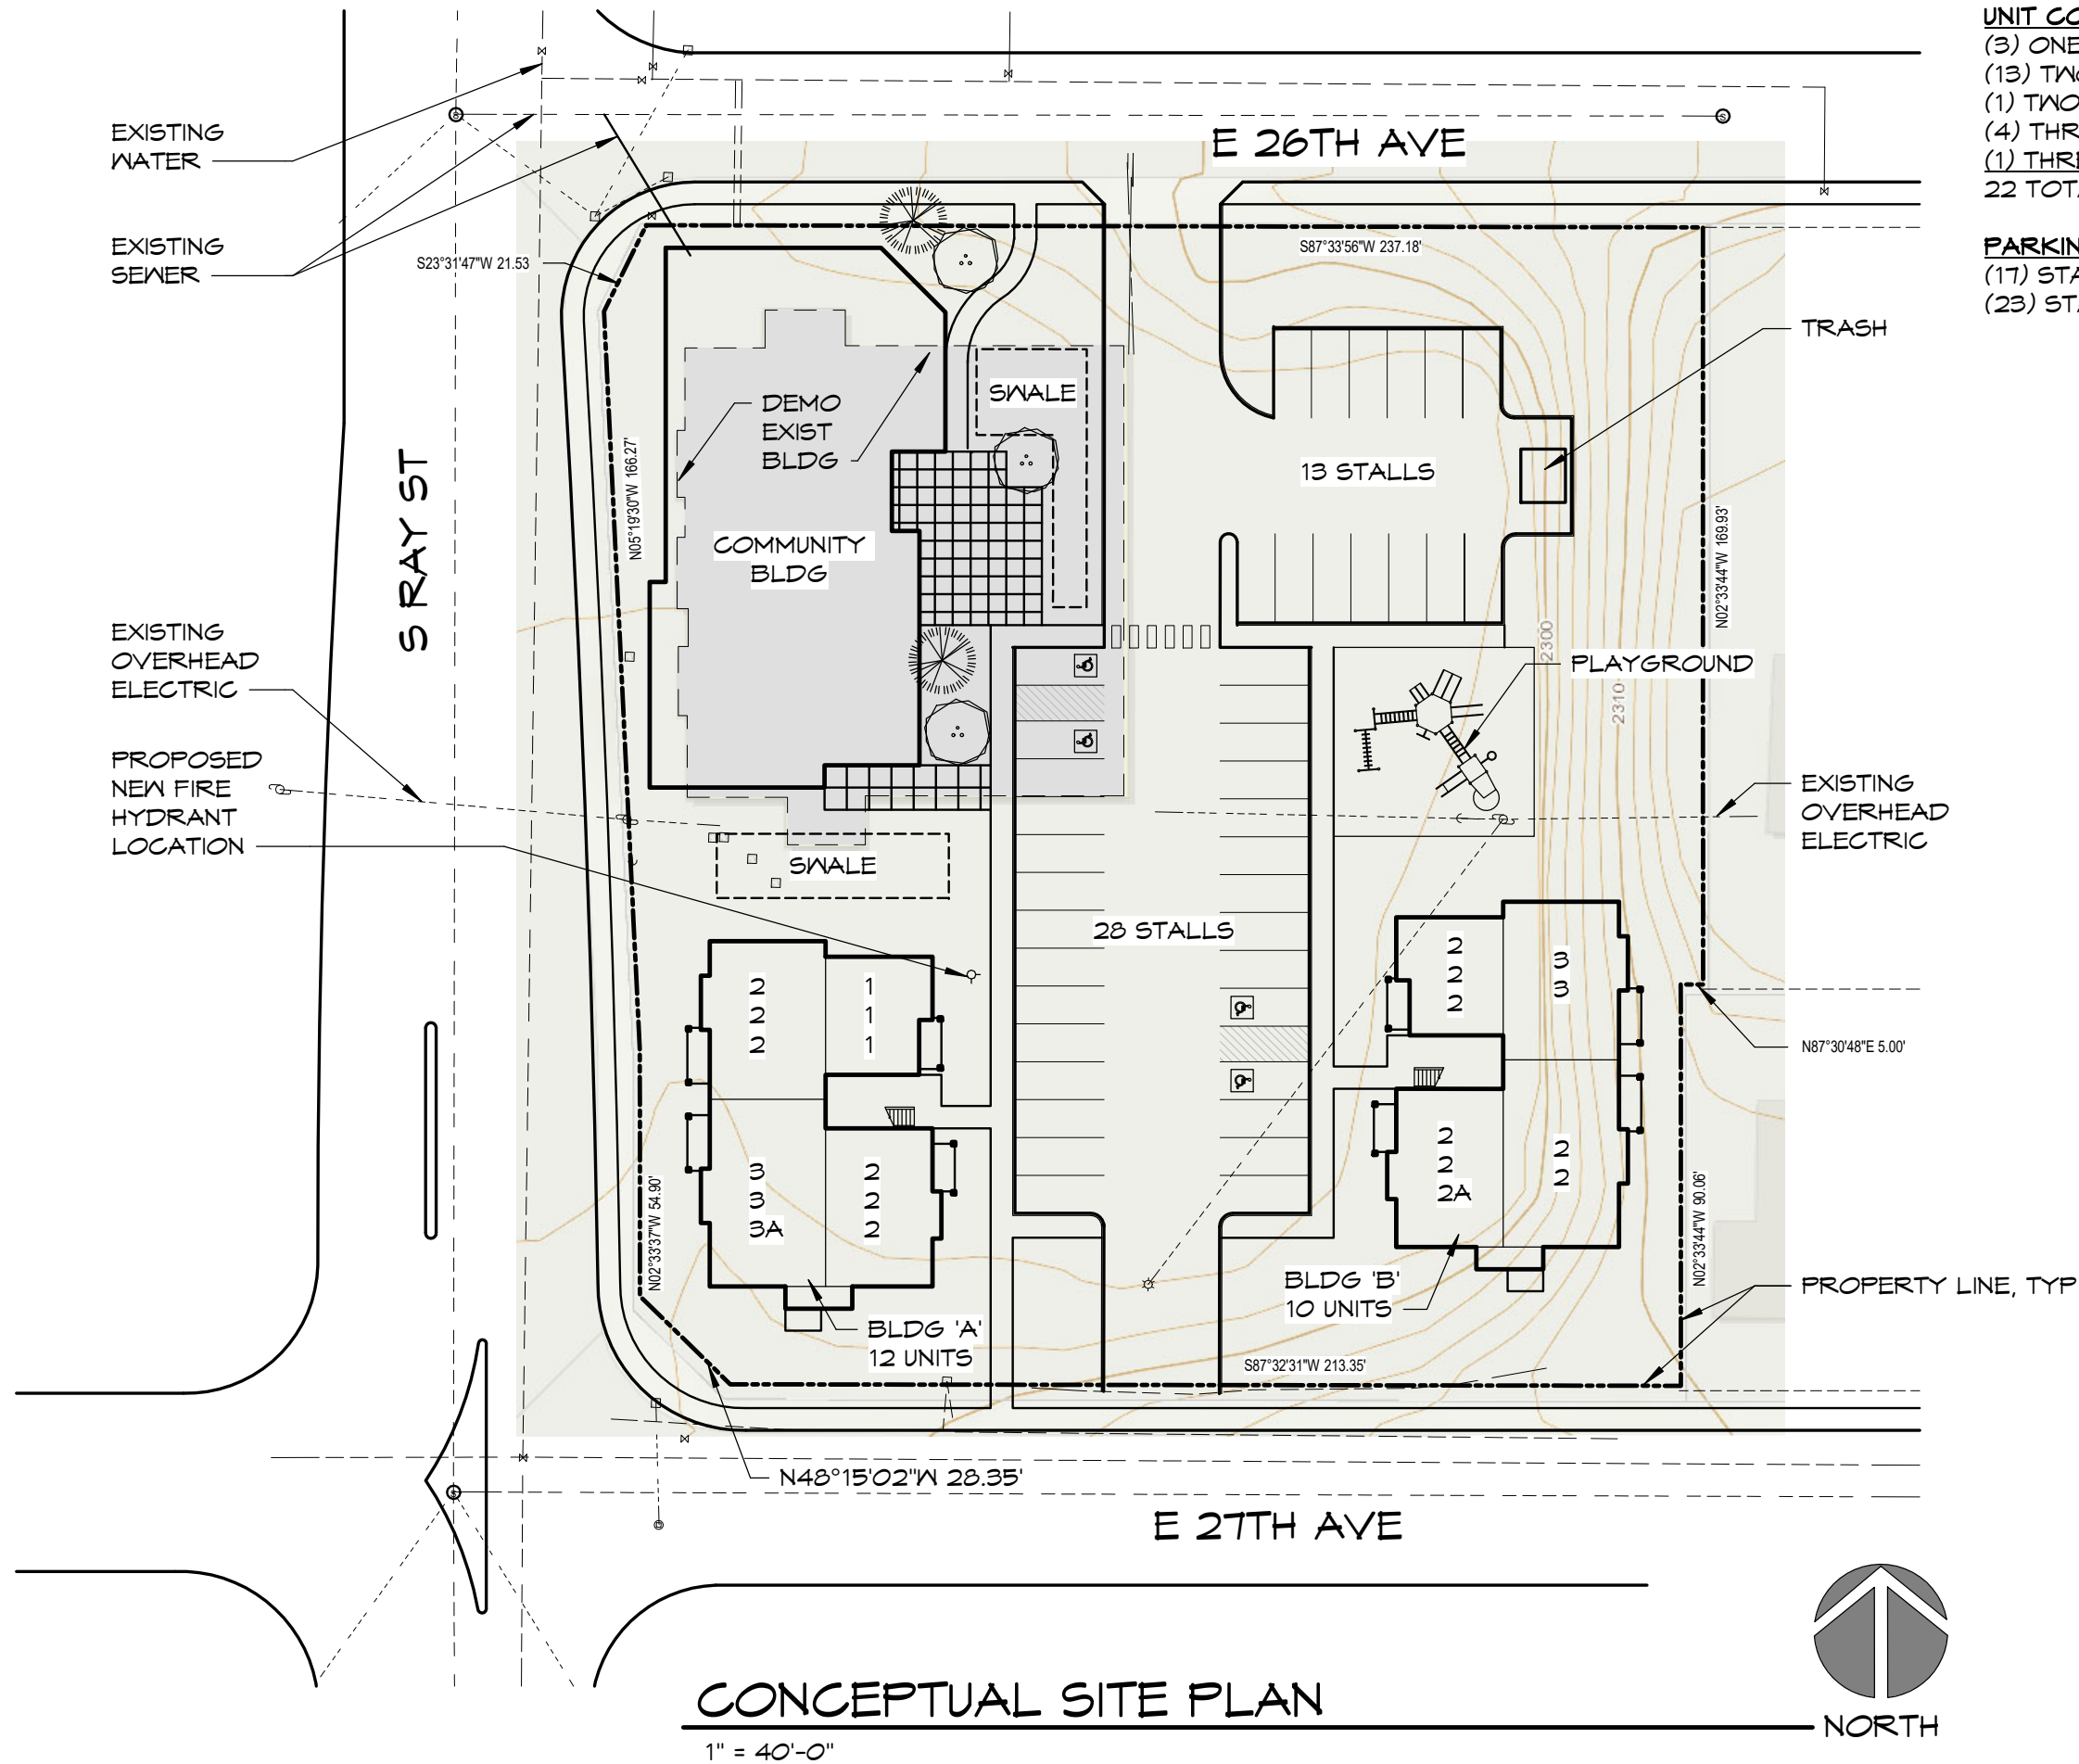 UNIT CO
(3) ONE
(13) TWO
(1) TWO
(4) THR
(1) THRE
22 TOTA
PARKIN
(17) STA
(23) STA
E 26TH AVE
EXISTING
WATER
EXISTING
SEWER
S23°31'47"W 21.53
S87°33'56"W 237.18'
TRASH
SWALE
DEMO
EXIST
BLDG
13 STALLS
S RAY ST
N05°19'30"W 166.27'
COMMUNITY
BLDG
N02°33'44"W 169.93'
EXISTING
OVERHEAD
ELECTRIC
2300
PLAYGROUND
2310
PROPOSED
NEW FIRE
HYDRANT
LOCATION
EXISTING
OVERHEAD
ELECTRIC
SWALE
28 STALLS
2
2
2
1
1
1
2
2
2
3
3
N87°30'48"E 5.00'
3
3
3A
2
2
2
2
2
2A
2
2
N02°33'37"W 54.90'
N02°33'44"W 90.06'
BLDG 'A'
12 UNITS
BLDG 'B'
10 UNITS
PROPERTY LINE, TYP
S87°32'31"W 213.35'
N48°15'02"W 28.35'
E 27TH AVE
CONCEPTUAL SITE PLAN
1" = 40'-0"
NORTH